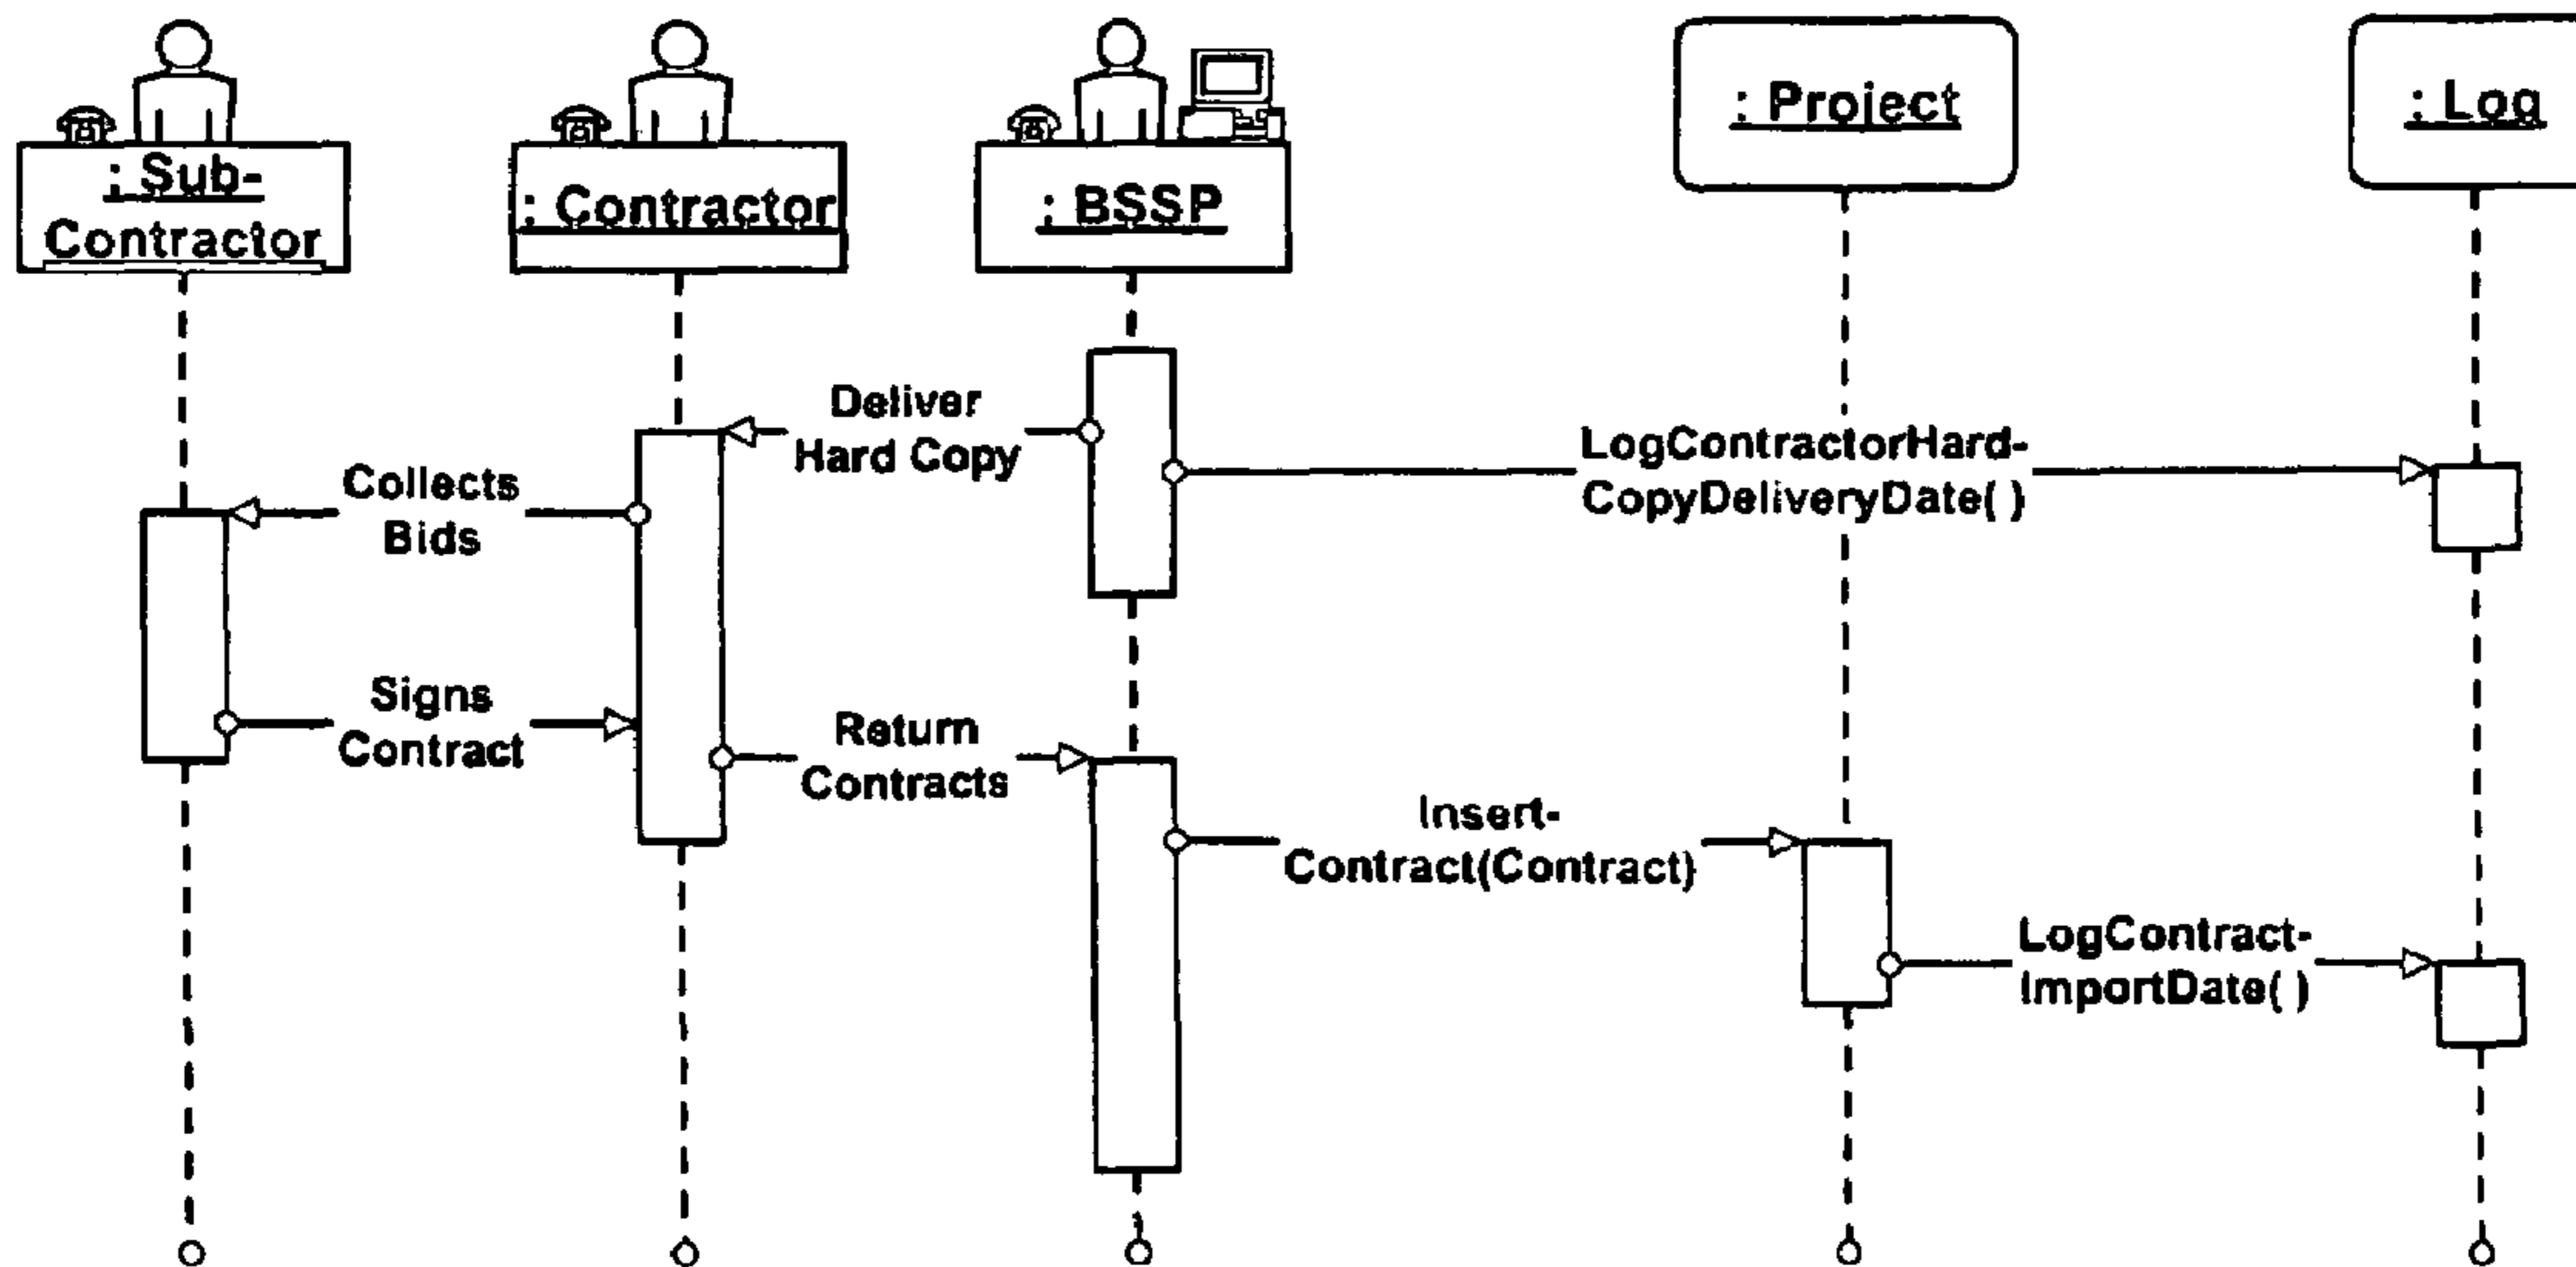 : Sub-
Contractor
: Contractor
: BSSP
: Project
: Log
Deliver
Hard Copy
LogContractorHard-
CopyDeliveryDate( )
Collects
Bids
Signs
Contract
Return
Contracts
Insert-
Contract(Contract)
LogContract-
ImportDate( )